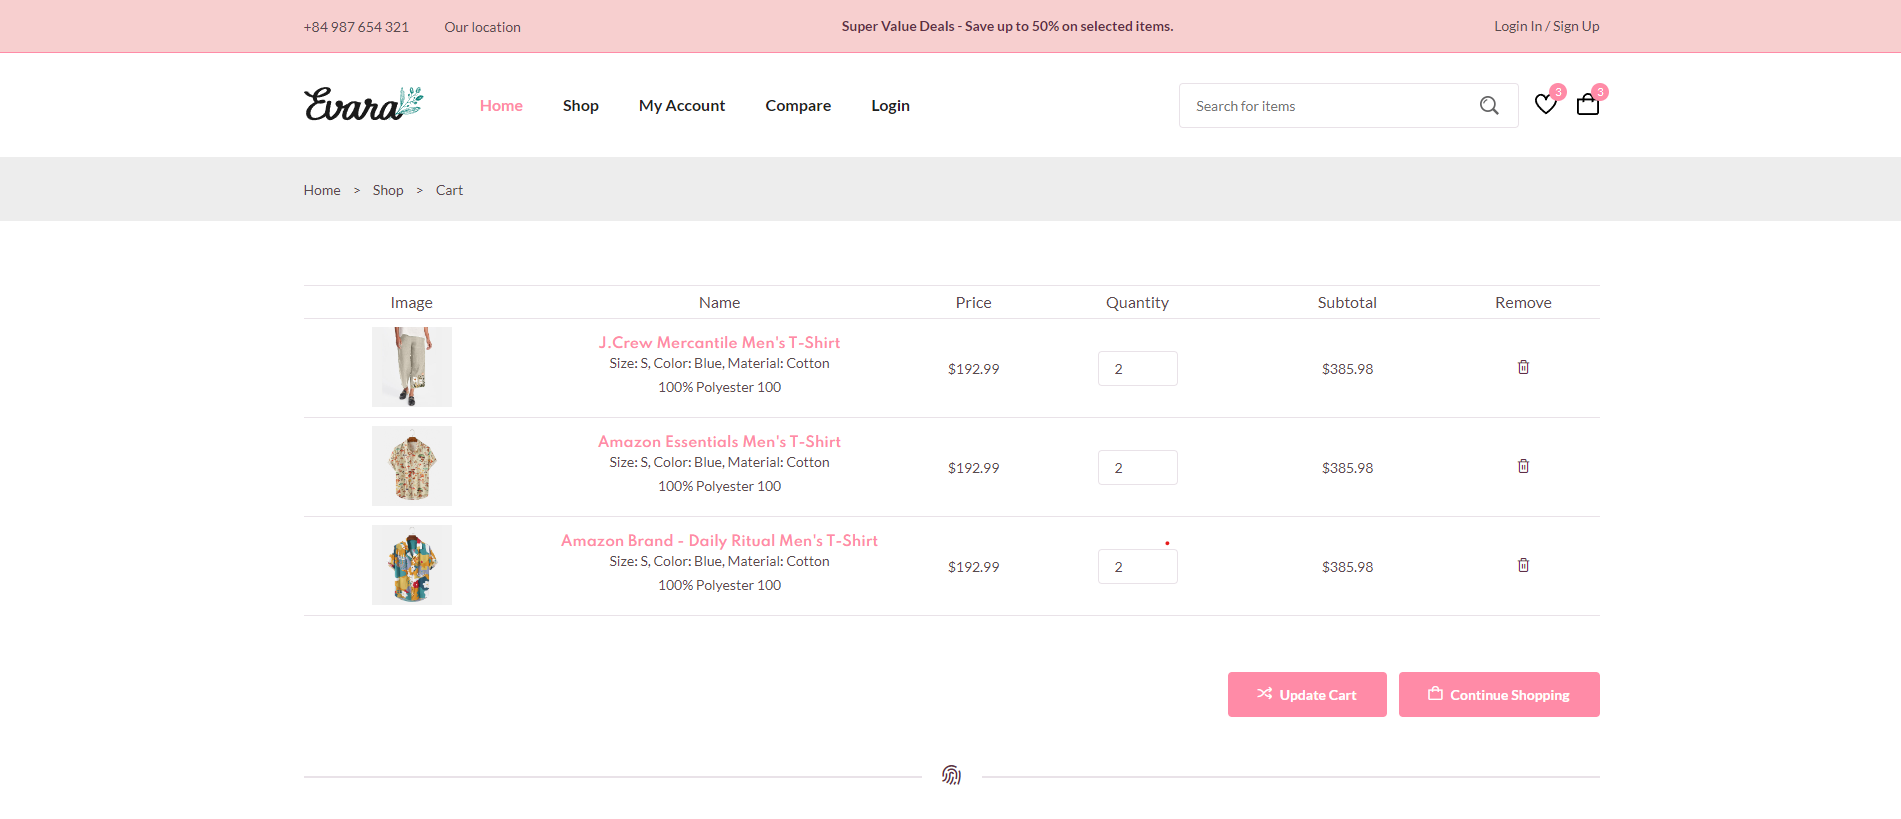 +84 987 654 321 Our location Super Value Deals - Save up to 50% on selected items. Login In / Sign Up
Evara Home Shop My Account Compare Login Search for items 3 3
Home > Shop > Cart
Image Name Price Quantity Subtotal Remove
J.Crew Mercantile Men's T-Shirt
Size: S, Color: Blue, Material: Cotton
100% Polyester 100
$192.99 2 $385.98
Amazon Essentials Men's T-Shirt
Size: S, Color: Blue, Material: Cotton
100% Polyester 100
$192.99 2 $385.98
Amazon Brand - Daily Ritual Men's T-Shirt
Size: S, Color: Blue, Material: Cotton
100% Polyester 100
$192.99 2 $385.98
Update Cart Continue Shopping